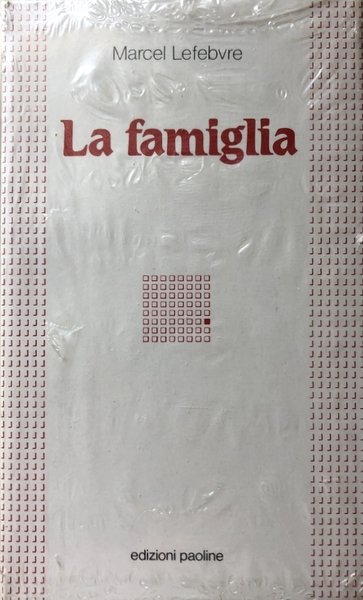 Marcel Lefebvre
La famiglia
edizioni paoline